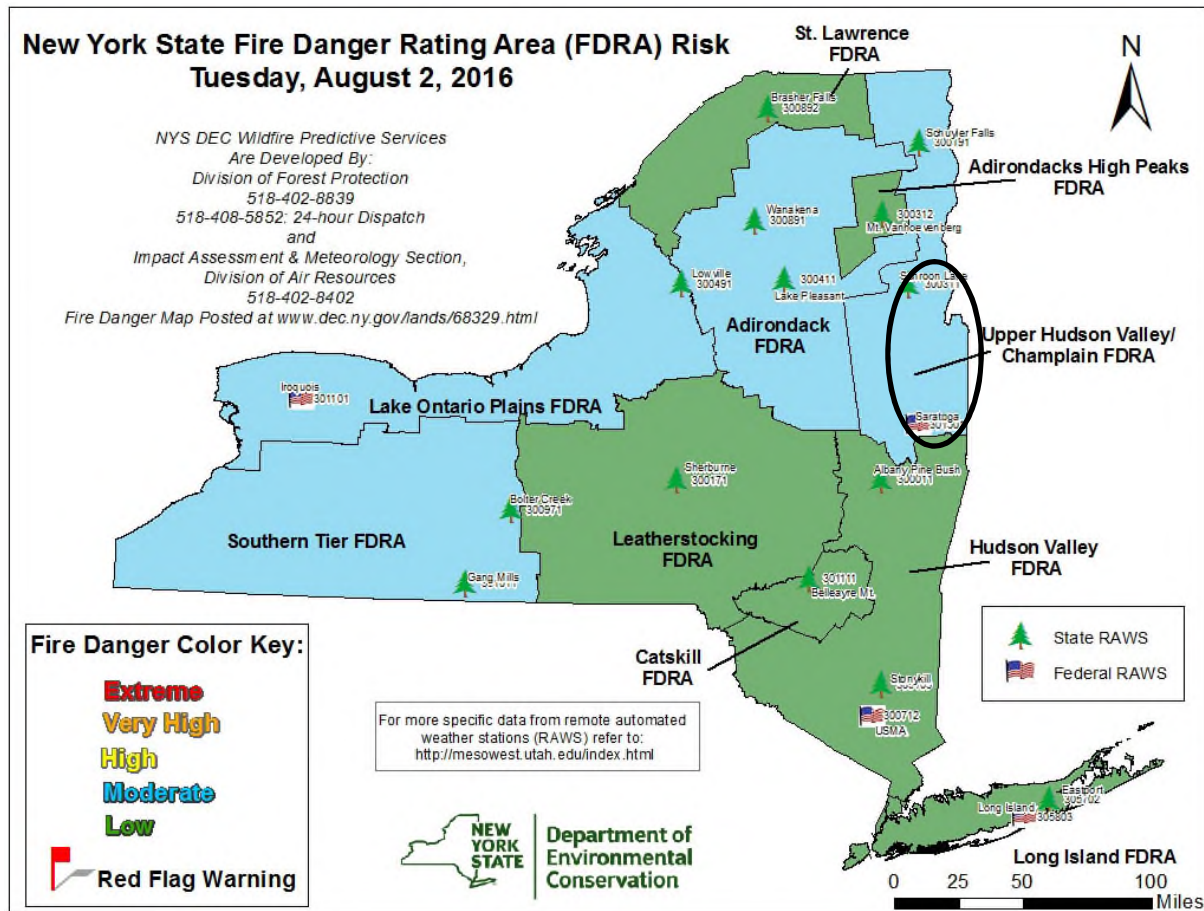 New York State Fire Danger Rating Area (FDRA) Risk
Tuesday, August 2, 2016
NYS DEC Wildfire Predictive Services
Are Developed By:
Division of Forest Protection
518-402-8839
518-408-5852: 24-hour Dispatch
and
Impact Assessment & Meteorology Section,
Division of Air Resources
518-402-8402
Fire Danger Map Posted at www.dec.ny.gov/lands/68329.html
St. Lawrence
FDRA
N
Brasher Falls
300892
Schuyler Falls
300191
Adirondacks High Peaks
FDRA
300312
Mt. Vanhoevenberg
Wanakena
300891
Lowville
300491
300411
Lake Pleasant
Lake
300311
Adirondack
FDRA
Upper Hudson Valley/
Champlain FDRA
Iroquois
301101
Lake Ontario Plains FDRA
Saratoga
Sherburne
300171
Albany Pine Bush
300011
Bolter Creek
300971
Southern Tier FDRA
Leatherstocking
FDRA
Hudson Valley
FDRA
Gang Mills
301111
Belleayre Mt.
Catskill
FDRA
Stonykill
300712
USMA
State RAWS
Federal RAWS
Fire Danger Color Key:
Extreme
Very High
High
Moderate
Low
Red Flag Warning
For more specific data from remote automated
weather stations (RAWS) refer to:
http://mesowest.utah.edu/index.html
NEW
YORK
STATE
Department of
Environmental
Conservation
Eastport
305702
Long Island
305803
Long Island FDRA
0 25 50 100
Miles